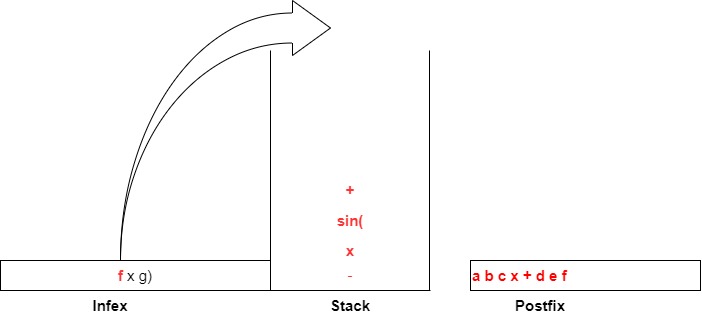 +
sin(
x
-
f x g)
a b c x + d e f
Infex
Stack
Postfix